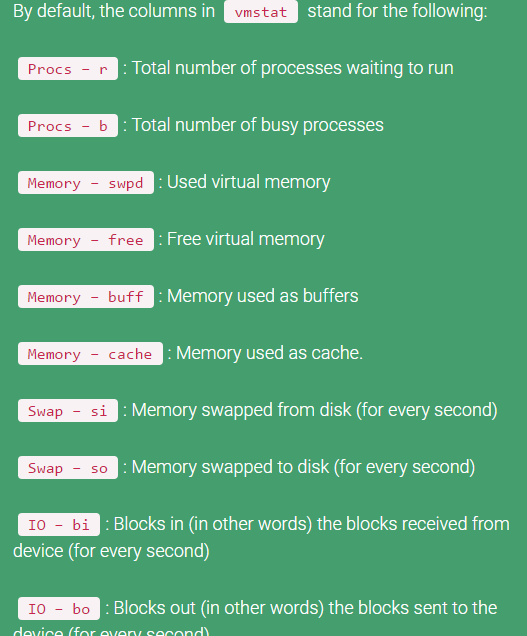 By default, the columns in vmstat stand for the following:
Procs – r : Total number of processes waiting to run
Procs – b : Total number of busy processes
Memory – swpd : Used virtual memory
Memory – free : Free virtual memory
Memory – buff : Memory used as buffers
Memory – cache : Memory used as cache.
Swap – si : Memory swapped from disk (for every second)
Swap – so : Memory swapped to disk (for every second)
IO – bi : Blocks in (in other words) the blocks received from
device (for every second)
IO – bo : Blocks out (in other words) the blocks sent to the
device (for every second)